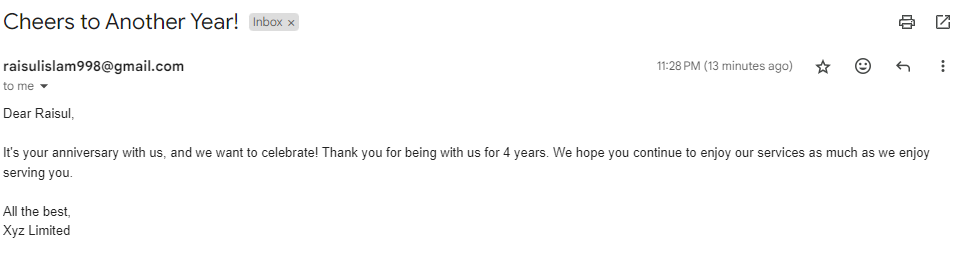 Cheers to Another Year! Inbox ×
raisulislam998@gmail.com 11:28 PM (13 minutes ago)
to me
Dear Raisul,
It's your anniversary with us, and we want to celebrate! Thank you for being with us for 4 years. We hope you continue to enjoy our services as much as we enjoy
serving you.
All the best,
Xyz Limited